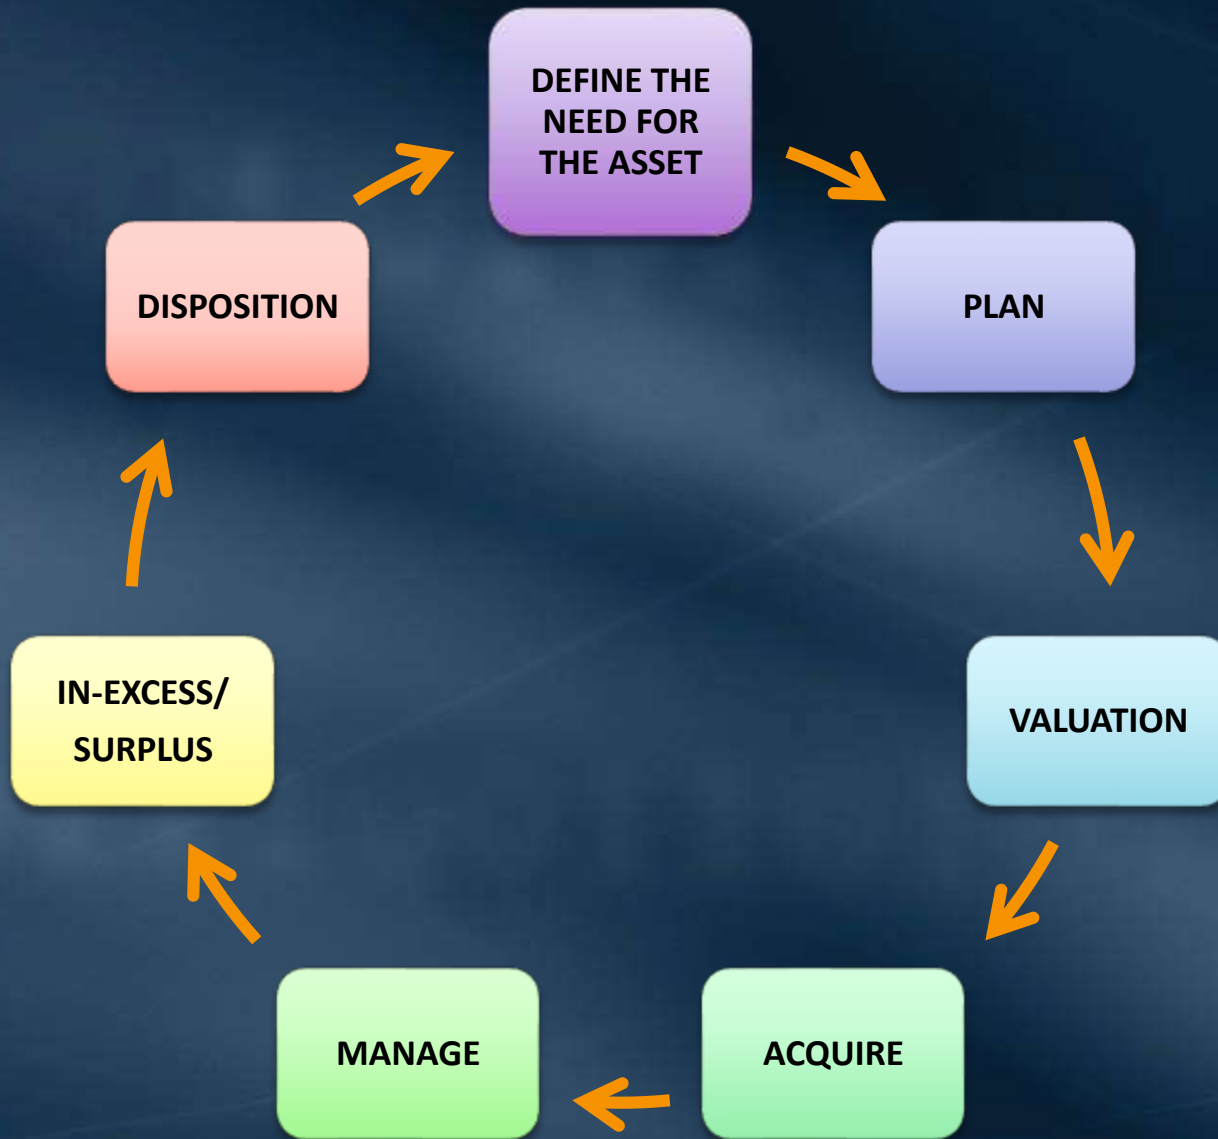 DEFINE THE
NEED FOR
THE ASSET
PLAN
VALUATION
ACQUIRE
MANAGE
IN-EXCESS/
SURPLUS
DISPOSITION